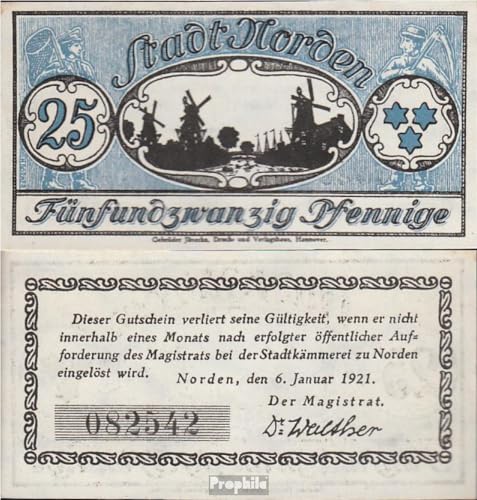 Stadt Norden
25
Fünfundzwanzig Pfennige
Gebrüder Jänecke, Druck- und Verlagshaus, Hannover.
Dieser Gutschein verliert seine Gültigkeit, wenn er nicht
innerhalb eines Monats nach erfolgter öffentlicher Auf-
forderung des Magistrats bei der Stadtkämmerei zu Norden
eingelöst wird.
Norden, den 6. Januar 1921.
Der Magistrat.
082542
Dr. Walther
Prophila